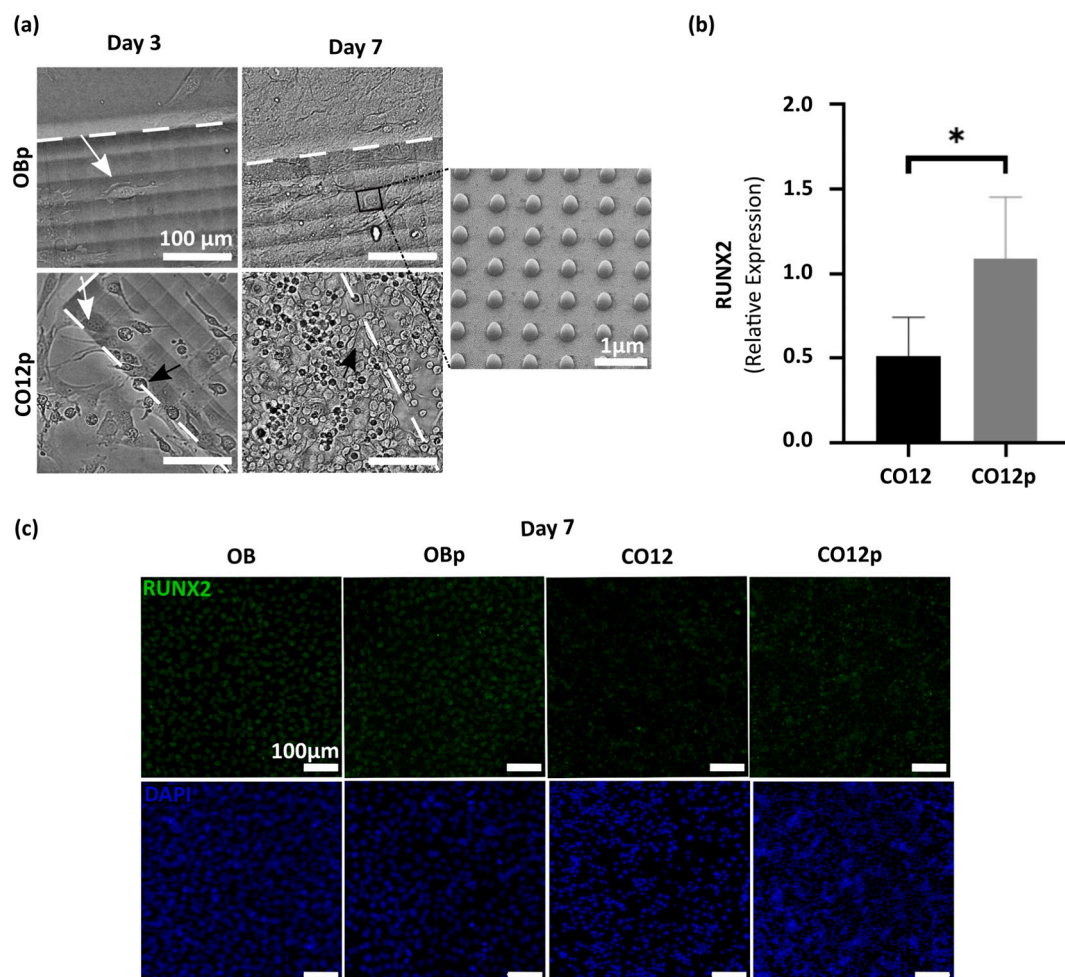 (a)
Day 3
Day 7
OBp
100 μm
CO12p
1μm
(b)
2.0
1.5
1.0
0.5
0.0
RUNX2
(Relative Expression)
*
CO12
CO12p
(c)
Day 7
OB
OBp
CO12
CO12p
RUNX2
100μm
DAPI